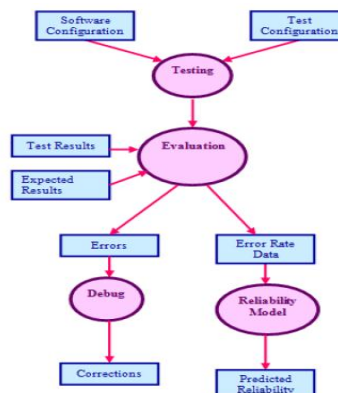 Software
Configuration
Test
Configuration
Testing
Test Results
Evaluation
Expected
Results
Errors
Error Rate
Data
Debug
Reliability
Model
Corrections
Predicted
Reliability